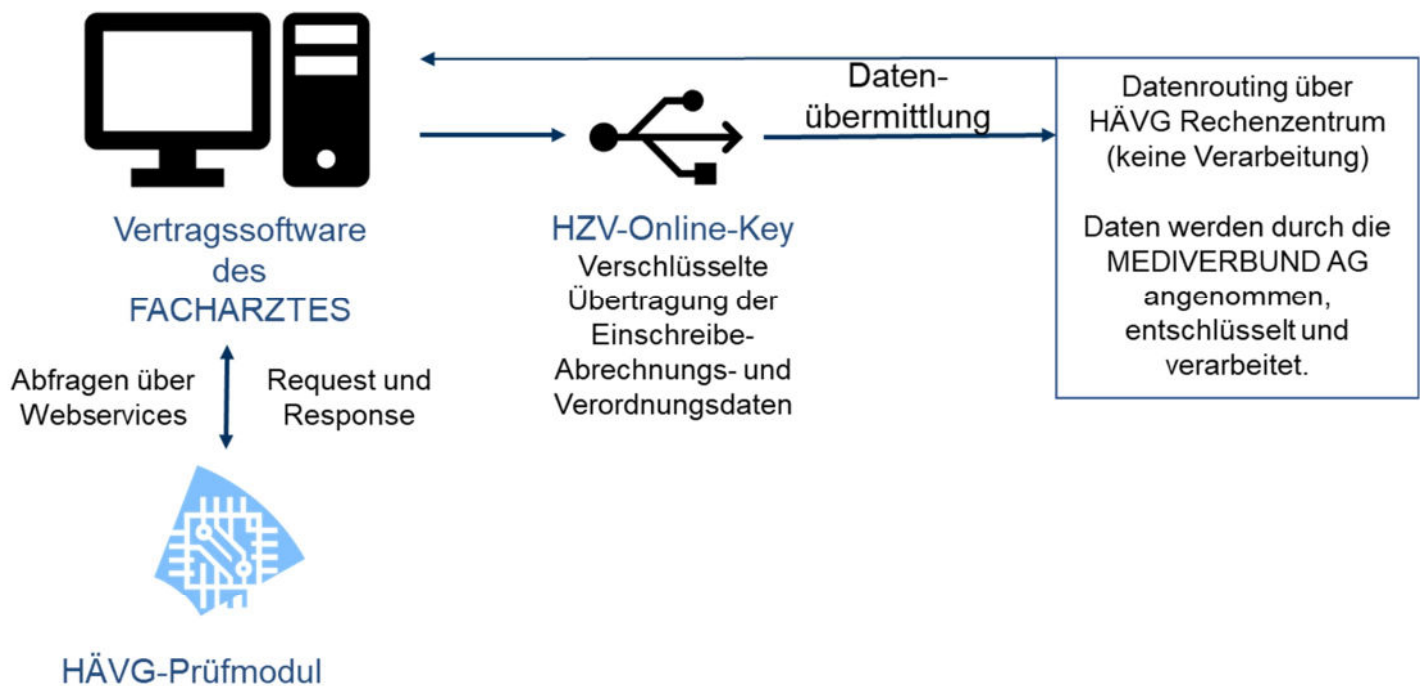 Vertragssoftware
des
FACHARZTES
Abfragen über
Webservices
Request und
Response
HÄVG-Prüfmodul
HZV-Online-Key
Verschlüsselte
Übertragung der
Einschreibe-
Abrechnungs- und
Verordnungsdaten
Daten-
übermittlung
Datenrouting über
HÄVG Rechenzentrum
(keine Verarbeitung)
Daten werden durch die
MEDIVERBUND AG
angenommen,
entschlüsselt und
verarbeitet.